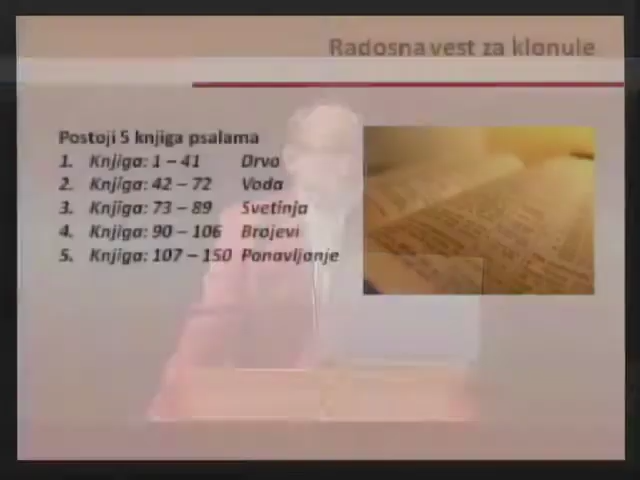 Radosna vest za klonule
Postoji 5 knjiga psalama
1. Knjiga: 1 – 41 Drvo
2. Knjiga: 42 – 72 Voda
3. Knjiga: 73 – 89 Svetinja
4. Knjiga: 90 – 106 Brojevi
5. Knjiga: 107 – 150 Ponavljanje